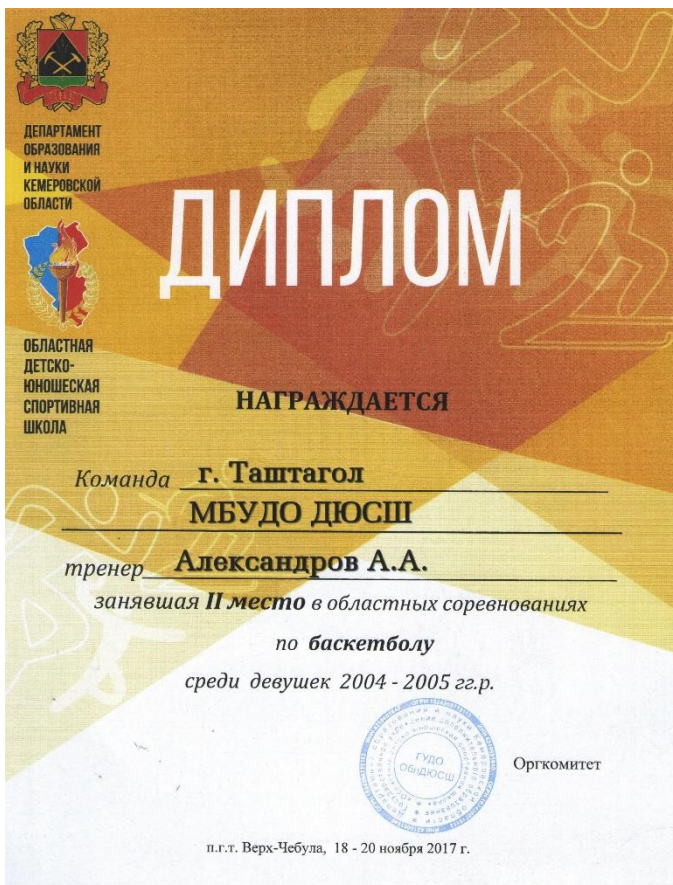 ДЕПАРТАМЕНТ
ОБРАЗОВАНИЯ
И НАУКИ
КЕМЕРОВСКОЙ
ОБЛАСТИ
ДИПЛОМ
ОБЛАСТНАЯ
ДЕТСКО-
ЮНОШЕСКАЯ
СПОРТИВНАЯ
ШКОЛА
НАГРАЖДАЕТСЯ
Команда г. Таштагол
МБУДО ДЮСШ
тренер Александров А.А.
занявшая II место в областных соревнованиях
по баскетболу
среди девушек 2004 - 2005 гг.р.
ГУДО
ОблДЮСШ
Оргкомитет
п.г.т. Верх-Чебула, 18 - 20 ноября 2017 г.